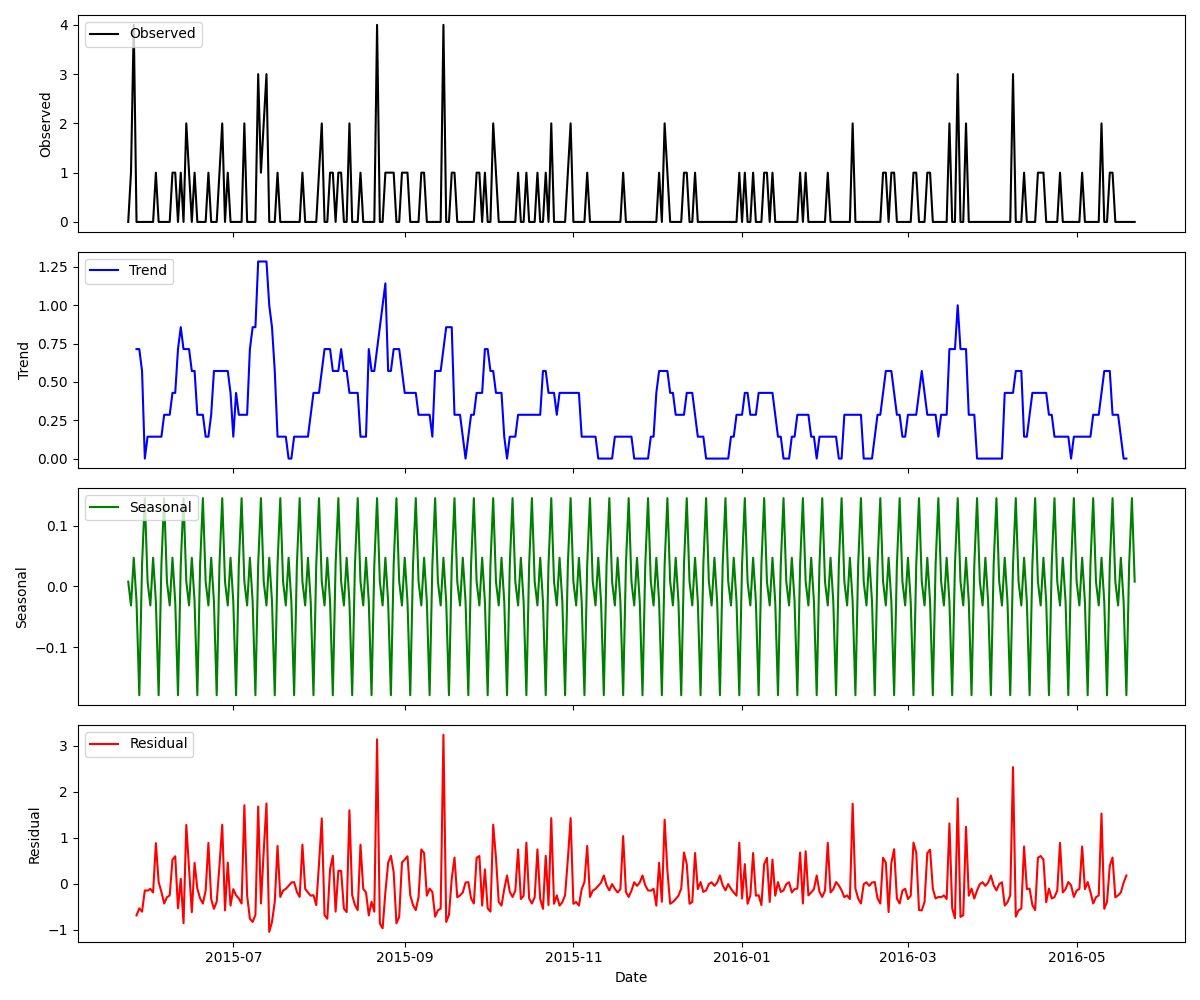 Observed
Observed
4
3
2
1
0
Trend
Trend
1.25
1.00
0.75
0.50
0.25
0.00
Seasonal
Seasonal
0.1
0.0
−0.1
Residual
Residual
3
2
1
0
−1
2015-07 2015-09 2015-11 2016-01 2016-03 2016-05
Date